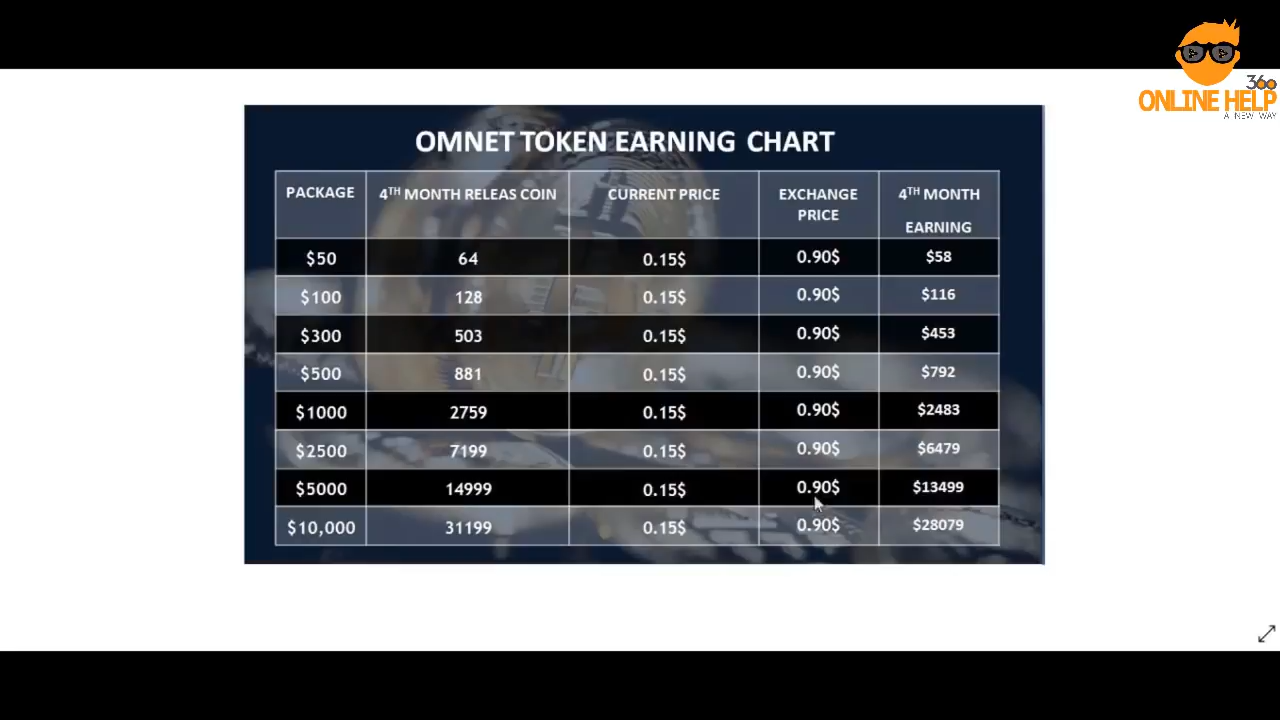 360
ONLINE HELP
A NEW WAY
OMNET TOKEN EARNING CHART
PACKAGE 4TH MONTH RELEAS COIN CURRENT PRICE EXCHANGE PRICE 4TH MONTH EARNING
$50 64 0.15$ 0.90$ $58
$100 128 0.15$ 0.90$ $116
$300 503 0.15$ 0.90$ $453
$500 881 0.15$ 0.90$ $792
$1000 2759 0.15$ 0.90$ $2483
$2500 7199 0.15$ 0.90$ $6479
$5000 14999 0.15$ 0.90$ $13499
$10,000 31199 0.15$ 0.90$ $28079